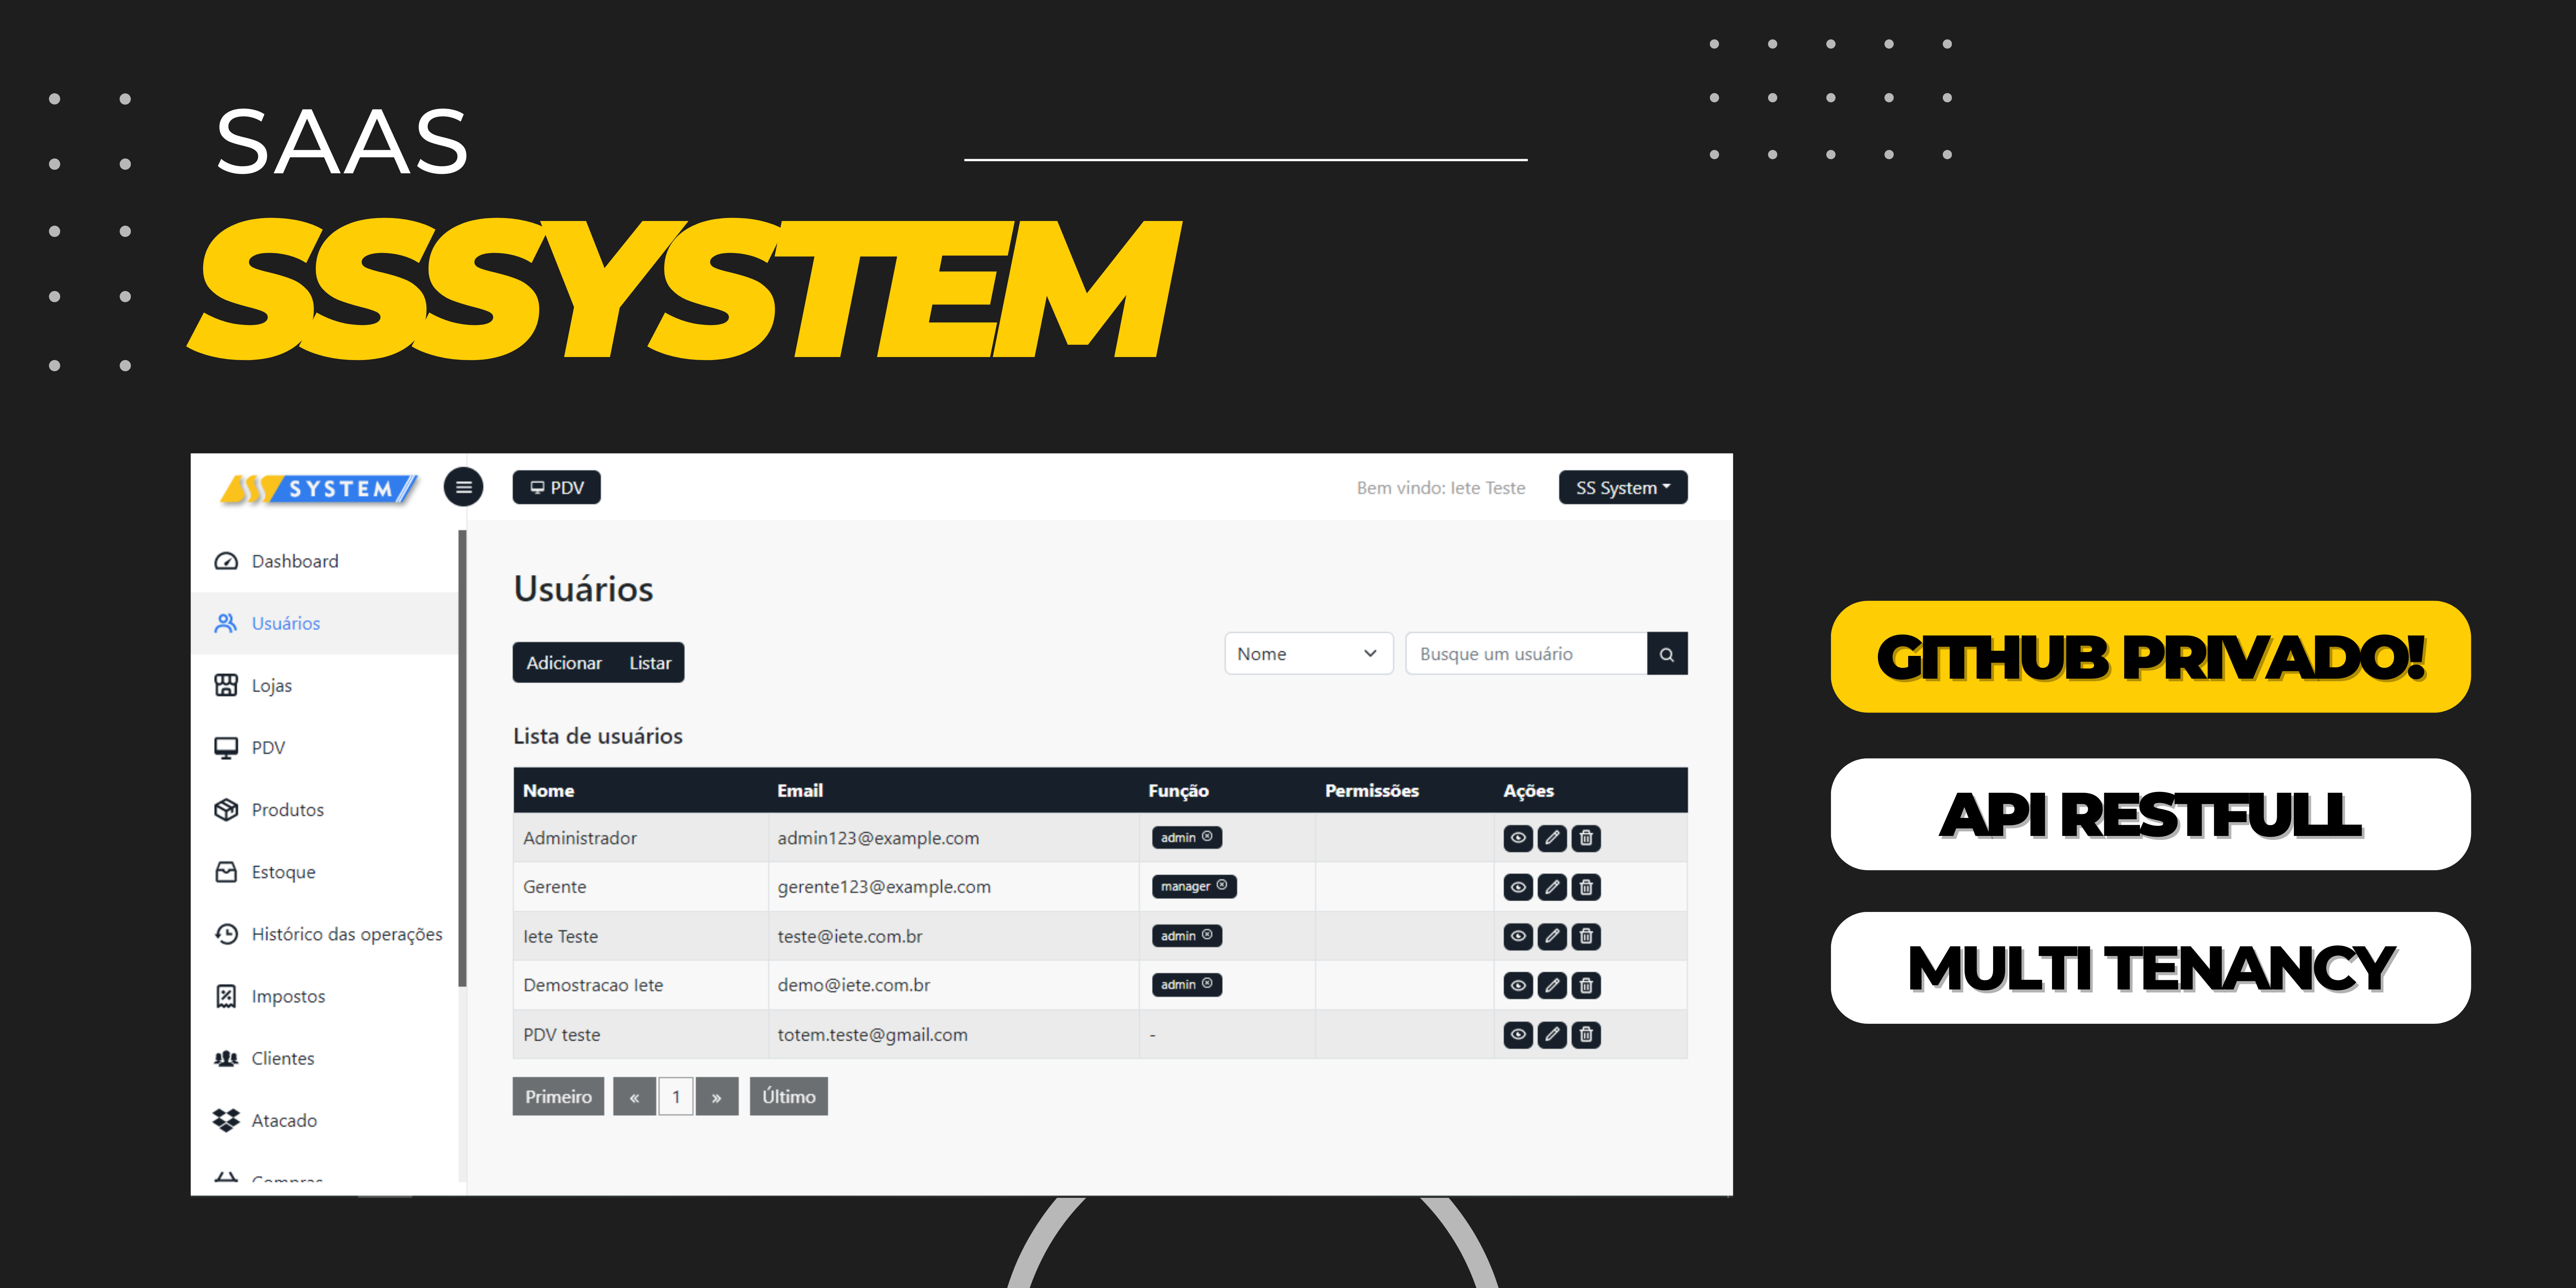 SAAS
SSSYSTEM
SSSYSTEM
PDV
Bem vindo: Iete Teste
SS System
Dashboard
Usuários
Lojas
PDV
Produtos
Estoque
Histórico das operações
Impostos
Clientes
Atacado
Compras
Usuários
Adicionar Listar
Nome
Busque um usuário
Lista de usuários
Nome Email Função Permissões Ações
Administrador admin123@example.com admin
Gerente gerente123@example.com manager
Iete Teste teste@iete.com.br admin
Demostracao Iete demo@iete.com.br admin
PDV teste totem.teste@gmail.com -
Primeiro « 1 » Último
GITHUB PRIVADO!
API RESTFULL
MULTI TENANCY